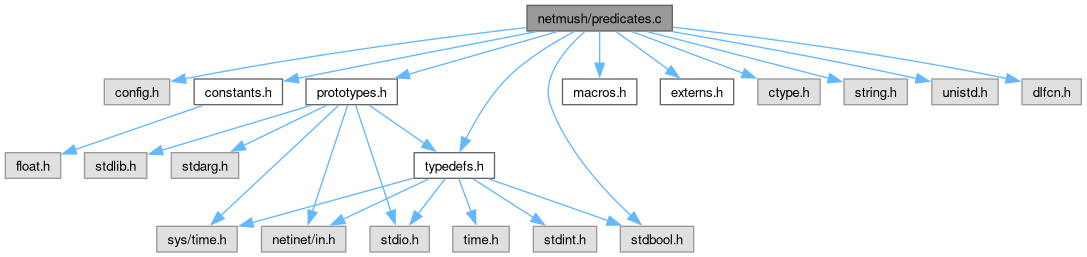 netmush/predicates.c
config.h
constants.h
prototypes.h
macros.h
externs.h
ctype.h
string.h
unistd.h
dlfcn.h
float.h
stdlib.h
stdarg.h
typedefs.h
sys/time.h
netinet/in.h
stdio.h
time.h
stdint.h
stdbool.h